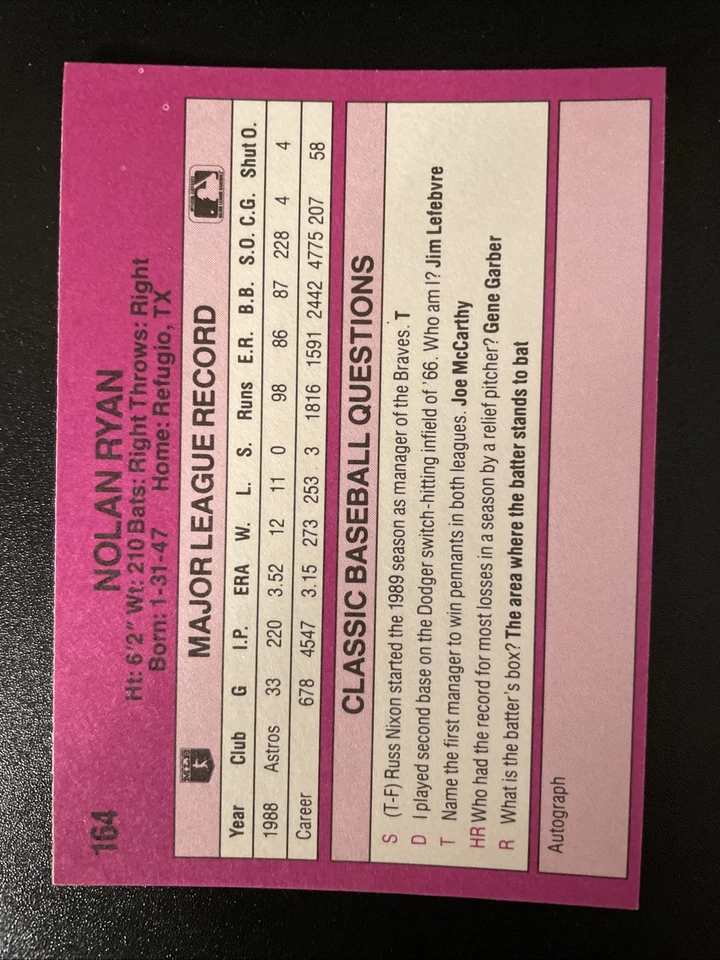 164
NOLAN RYAN
Ht: 6'2" Wt: 210 Bats: Right Throws: Right
Born: 1-31-47 Home: Refugio, TX
MAJOR LEAGUE RECORD
Year Club G I.P. ERA W. L. S. Runs E.R. B.B. S.O. C.G. Shut O.
1988 Astros 33 220 3.52 12 11 0 98 86 87 228 4 4
Career 678 4547 3.15 273 253 3 1816 1591 2442 4775 207 58
CLASSIC BASEBALL QUESTIONS
S (T-F) Russ Nixon started the 1989 season as manager of the Braves. T
D I played second base on the Dodger switch-hitting infield of '66. Who am I? Jim Lefebvre
T Name the first manager to win pennants in both leagues. Joe McCarthy
HR Who had the record for most losses in a season by a relief pitcher? Gene Garber
R What is the batter's box? The area where the batter stands to bat
Autograph